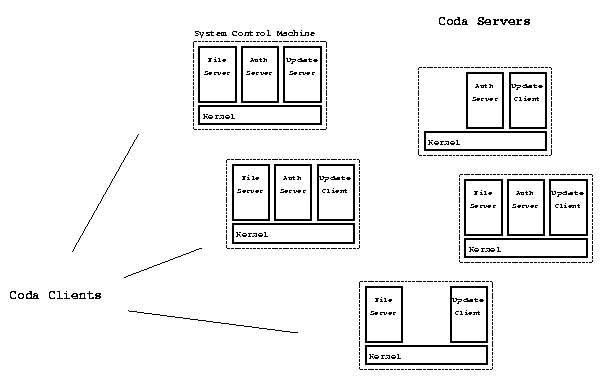 Coda Servers
System Control Machine
File Server
Auth Server
Update Server
Kernel
Auth Server
Update Client
Kernel
File Server
Auth Server
Update Client
Kernel
File Server
Auth Server
Update Client
Kernel
Coda Clients
File Server
Update Client
Kernel